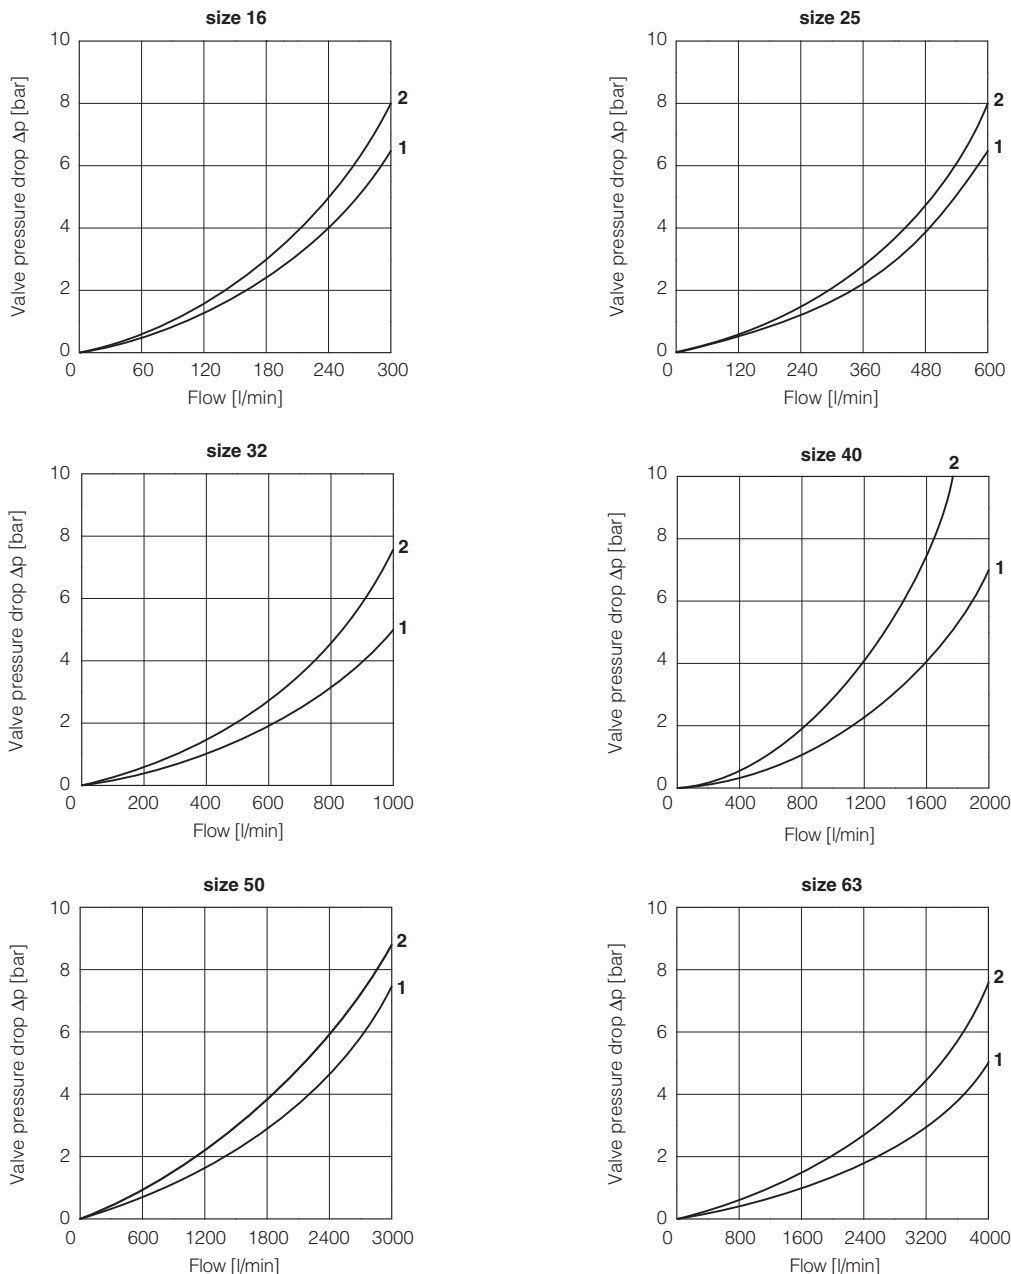 size 16
Valve pressure drop Δp [bar]
10
8
6
4
2
0
2
1
0 60 120 180 240 300
Flow [l/min]
size 25
Valve pressure drop Δp [bar]
10
8
6
4
2
0
2
1
0 120 240 360 480 600
Flow [l/min]
size 32
Valve pressure drop Δp [bar]
10
8
6
4
2
0
2
1
0 200 400 600 800 1000
Flow [l/min]
size 40
Valve pressure drop Δp [bar]
10
8
6
4
2
0
2
1
0 400 800 1200 1600 2000
Flow [l/min]
size 50
Valve pressure drop Δp [bar]
10
8
6
4
2
0
2
1
0 600 1200 1800 2400 3000
Flow [l/min]
size 63
Valve pressure drop Δp [bar]
10
8
6
4
2
0
2
1
0 800 1600 2400 3200 4000
Flow [l/min]